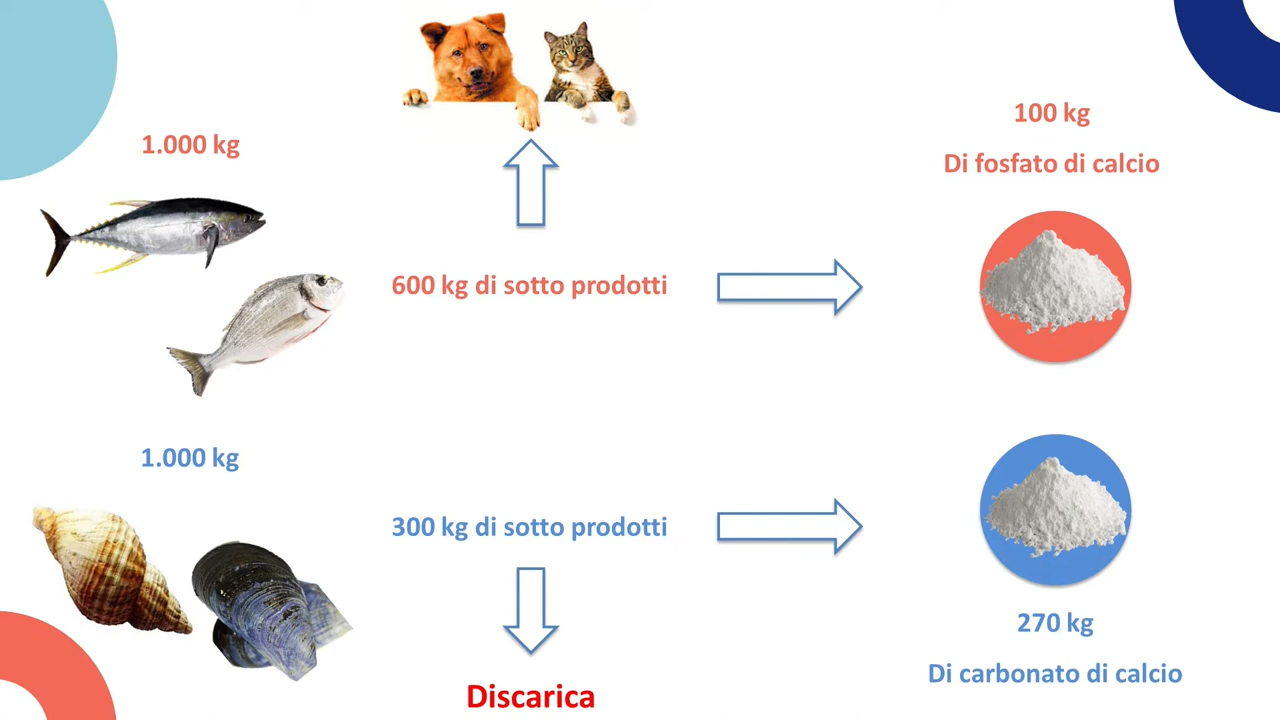 1.000 kg
600 kg di sotto prodotti
100 kg
Di fosfato di calcio
1.000 kg
300 kg di sotto prodotti
Discarica
270 kg
Di carbonato di calcio